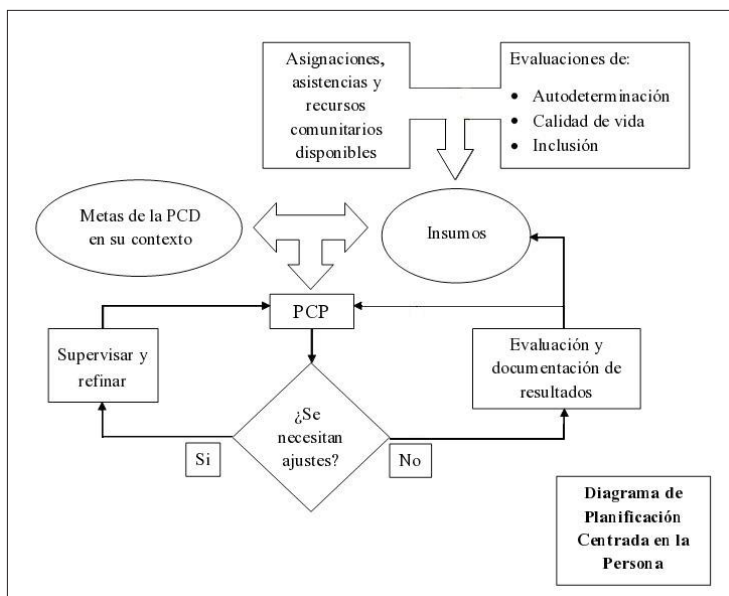 Asignaciones,
asistencias y
recursos
comunitarios
disponibles
Evaluaciones de:
• Autodeterminación
• Calidad de vida
• Inclusión
Metas de la PCD
en su contexto
Insumos
PCP
Supervisar y
refinar
Evaluación y
documentación de
resultados
¿Se
necesitan
ajustes?
Si
No
Diagrama de
Planificación
Centrada en la
Persona